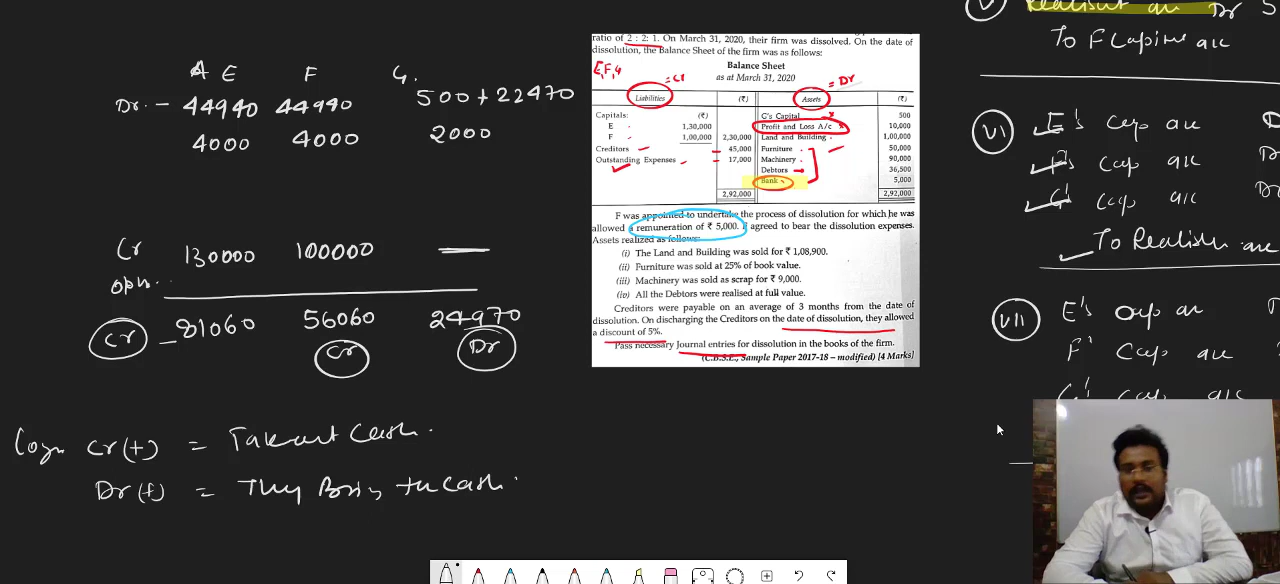 A E F G.
Dr. - 44940 44940 500 + 22470
4000 4000 2000
Cr 130000 100000 —
opn..
Cr - 81060 56060 24970
Cr Dr
Cr (+) = Takeout Cash.
Dr (+) = They Bring the Cash.
ratio of 2 : 2: 1. On March 31, 2020, their firm was dissolved. On the date of
dissolution, the Balance Sheet of the firm was as follows:
E,F,G Balance Sheet
as at March 31, 2020
= Cr = Dr
Liabilities (₹) Assets (₹)
Capitals: (₹) G's Capital 500
E 1,30,000 Profit and Loss A/c 10,000
F 1,00,000 2,30,000 Land and Building 1,00,000
Creditors 45,000 Furniture 50,000
Outstanding Expenses 17,000 Machinery 90,000
Debtors 36,500
Bank 5,000
2,92,000 2,92,000
F was appointed to undertake the process of dissolution for which he was
allowed a remuneration of ₹ 5,000. F agreed to bear the dissolution expenses.
Assets realized as follows:
(i) The Land and Building was sold for ₹ 1,08,900.
(ii) Furniture was sold at 25% of book value.
(iii) Machinery was sold as scrap for ₹ 9,000.
(iv) All the Debtors were realised at full value.
Creditors were payable on an average of 3 months from the date of
dissolution. On discharging the Creditors on the date of dissolution, they allowed
a discount of 5%.
Pass necessary Journal entries for dissolution in the books of the firm.
(C.B.S.E., Sample Paper 2017-18 – modified) [4 Marks]
V Dr 5
To F Capital a/c
VI E's cap a/c D
F's cap a/c D
G' cap a/c D
To Realisn a/c
VII E's cap a/c D
F' Cap a/c
G' Cap a/c